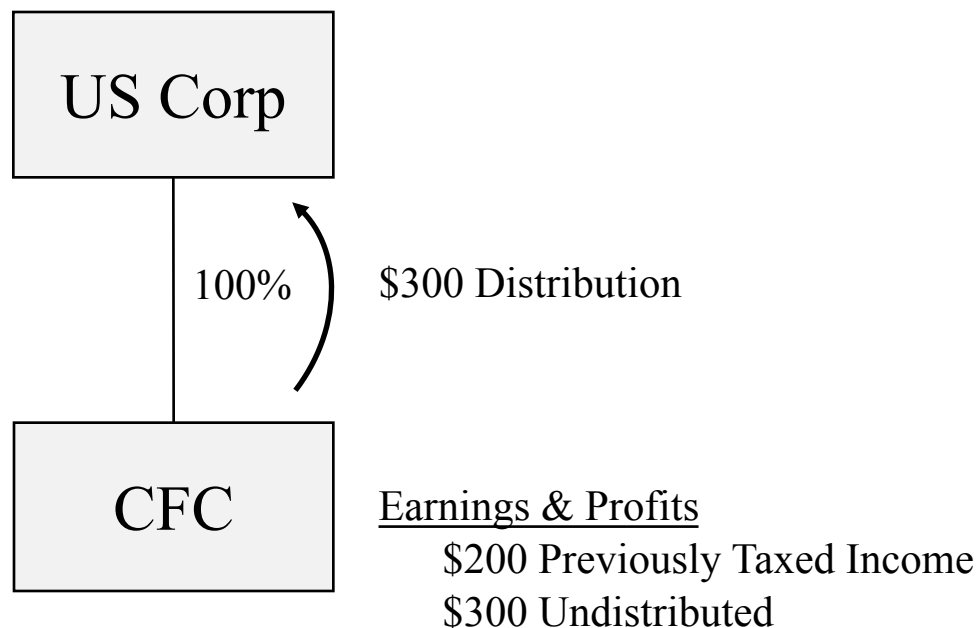 US Corp
100%
$300 Distribution
CFC
Earnings & Profits
$200 Previously Taxed Income
$300 Undistributed